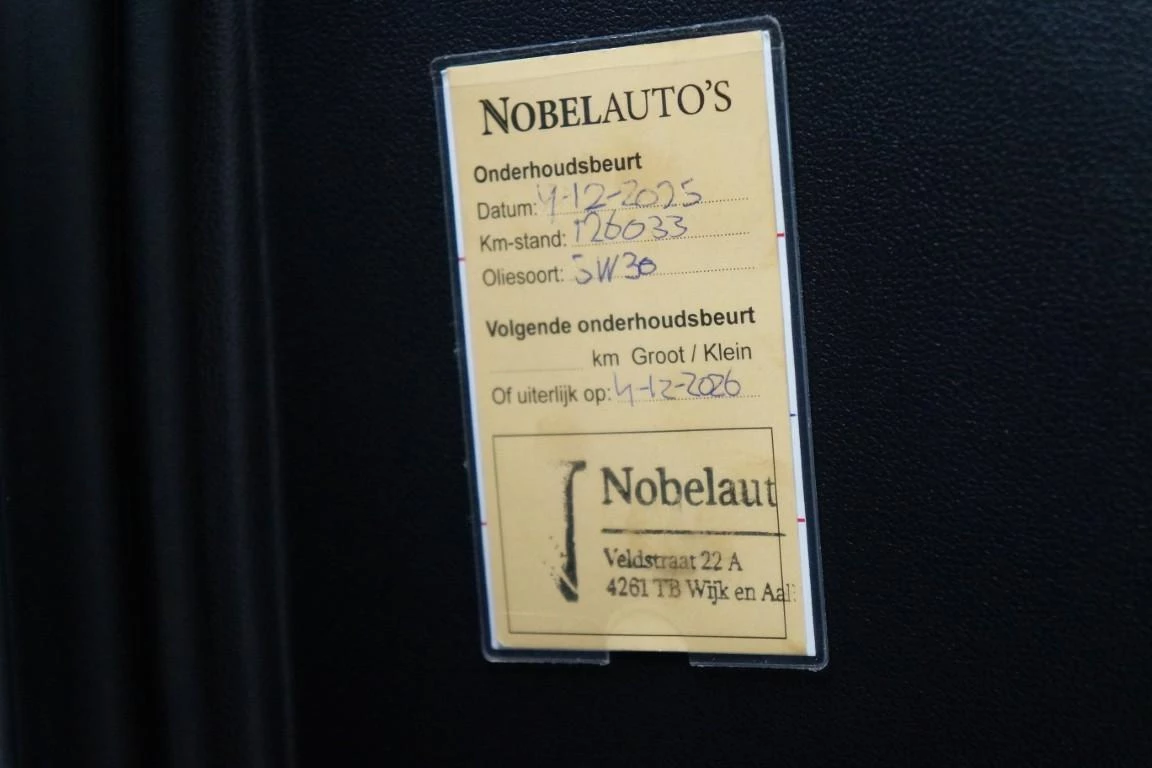 NOBELAUTO'S
Onderhoudsbeurt
Datum: 4-12-2025
Km-stand: 126033
Oliesoort: 5W30
Volgende onderhoudsbeurt
km Groot / Klein
Of uiterlijk op: 4-12-2026
Nobelaut
Veldstraat 22 A
4261 TB Wijk en Aal